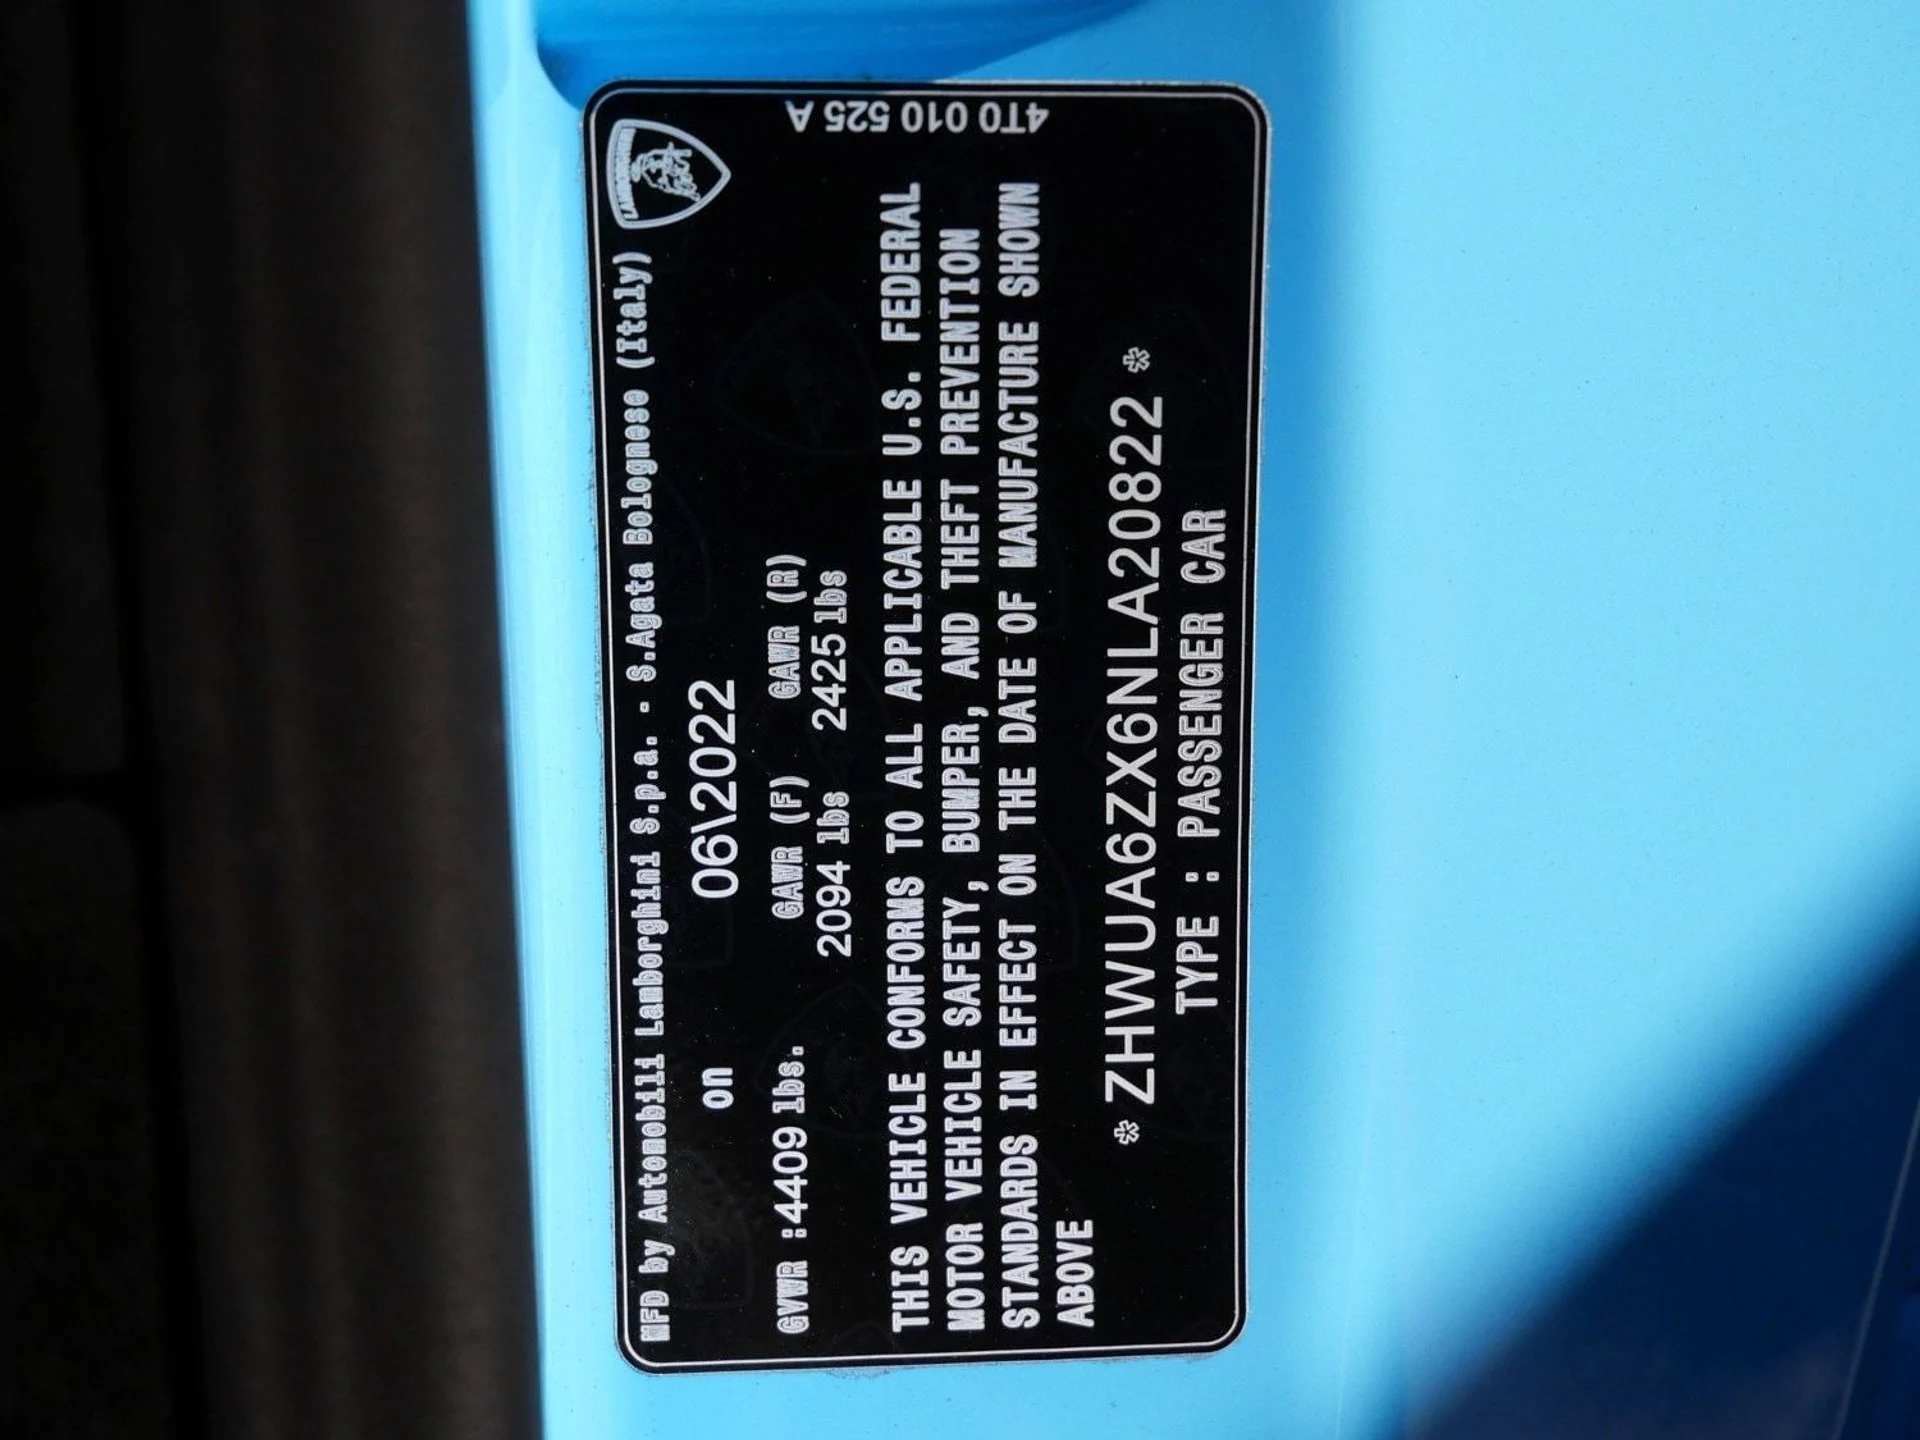 MFD by Automobili Lamborghini S.p.a. - S.Agata Bolognese (Italy)
LAMBORGHINI
on 06\2022
GVWR :4409 lbs. GAWR (F) GAWR (R)
2094 lbs 2425 lbs
THIS VEHICLE CONFORMS TO ALL APPLICABLE U.S. FEDERAL
MOTOR VEHICLE SAFETY, BUMPER, AND THEFT PREVENTION
STANDARDS IN EFFECT ON THE DATE OF MANUFACTURE SHOWN
ABOVE
* ZHWUA6ZX6NLA20822 *
TYPE : PASSENGER CAR
4T0 010 525 A